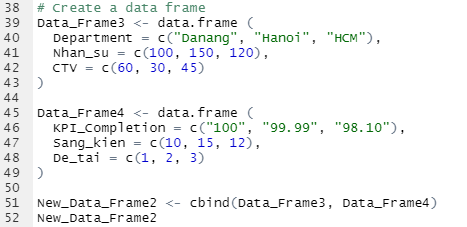 38 # Create a data frame
39 Data_Frame3 <- data.frame (
40   Department = c("Danang", "Hanoi", "HCM"),
41   Nhan_su = c(100, 150, 120),
42   CTV = c(60, 30, 45)
43 )
44
45 Data_Frame4 <- data.frame (
46   KPI_Completion = c("100", "99.99", "98.10"),
47   Sang_kien = c(10, 15, 12),
48   De_tai = c(1, 2, 3)
49 )
50
51 New_Data_Frame2 <- cbind(Data_Frame3, Data_Frame4)
52 New_Data_Frame2